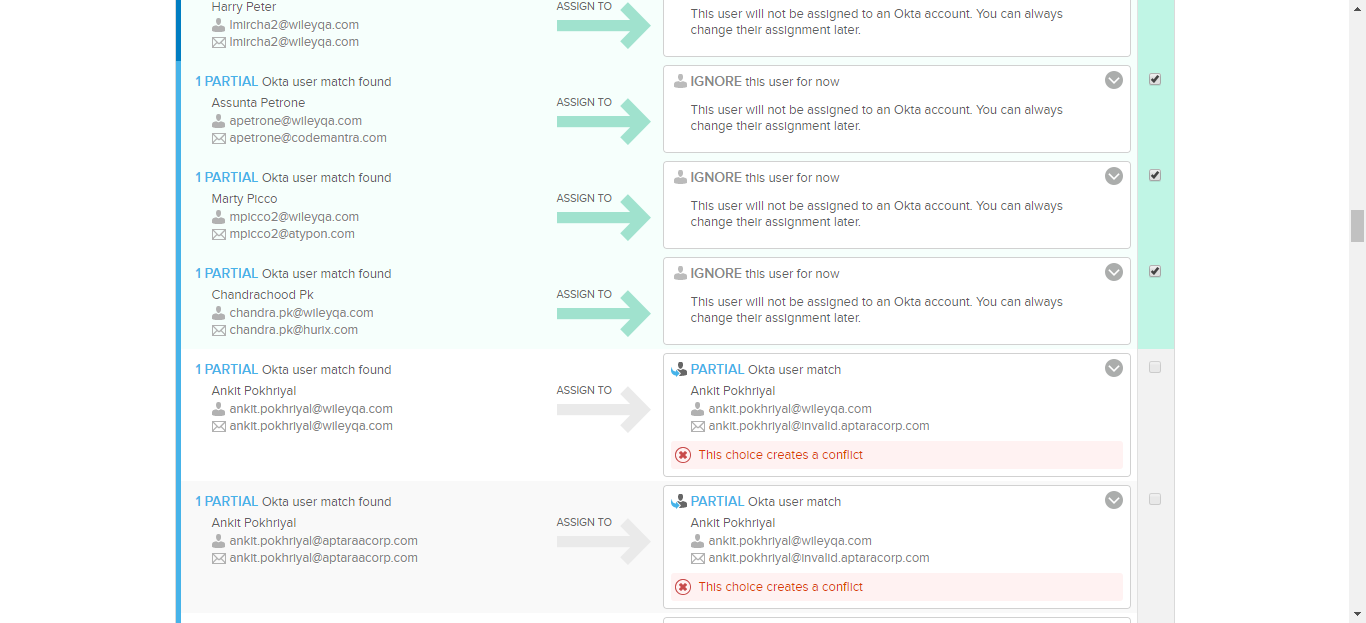 Harry Peter
lmircha2@wileyqa.com
lmircha2@wileyqa.com
ASSIGN TO
This user will not be assigned to an Okta account. You can always
change their assignment later.
1 PARTIAL Okta user match found
Assunta Petrone
apetrone@wileyqa.com
apetrone@codemantra.com
ASSIGN TO
IGNORE this user for now
This user will not be assigned to an Okta account. You can always
change their assignment later.
1 PARTIAL Okta user match found
Marty Picco
mpicco2@wileyqa.com
mpicco2@atypon.com
ASSIGN TO
IGNORE this user for now
This user will not be assigned to an Okta account. You can always
change their assignment later.
1 PARTIAL Okta user match found
Chandrachood Pk
chandra.pk@wileyqa.com
chandra.pk@hurix.com
ASSIGN TO
IGNORE this user for now
This user will not be assigned to an Okta account. You can always
change their assignment later.
1 PARTIAL Okta user match found
Ankit Pokhriyal
ankit.pokhriyal@wileyqa.com
ankit.pokhriyal@wileyqa.com
ASSIGN TO
PARTIAL Okta user match
Ankit Pokhriyal
ankit.pokhriyal@wileyqa.com
ankit.pokhriyal@invalid.aptaracorp.com
This choice creates a conflict
1 PARTIAL Okta user match found
Ankit Pokhriyal
ankit.pokhriyal@aptaraacorp.com
ankit.pokhriyal@aptaraacorp.com
ASSIGN TO
PARTIAL Okta user match
Ankit Pokhriyal
ankit.pokhriyal@wileyqa.com
ankit.pokhriyal@invalid.aptaracorp.com
This choice creates a conflict